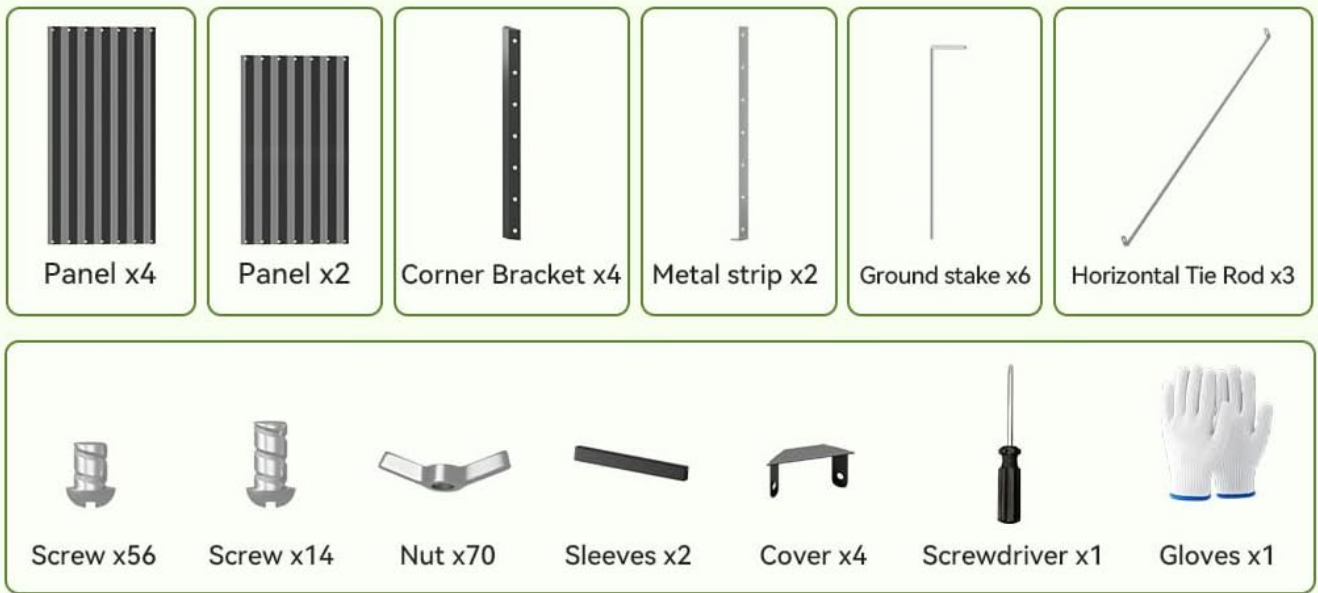 Panel x4
Panel x2
Corner Bracket x4
Metal strip x2
Ground stake x6
Horizontal Tie Rod x3
Screw x56
Screw x14
Nut x70
Sleeves x2
Cover x4
Screwdriver x1
Gloves x1